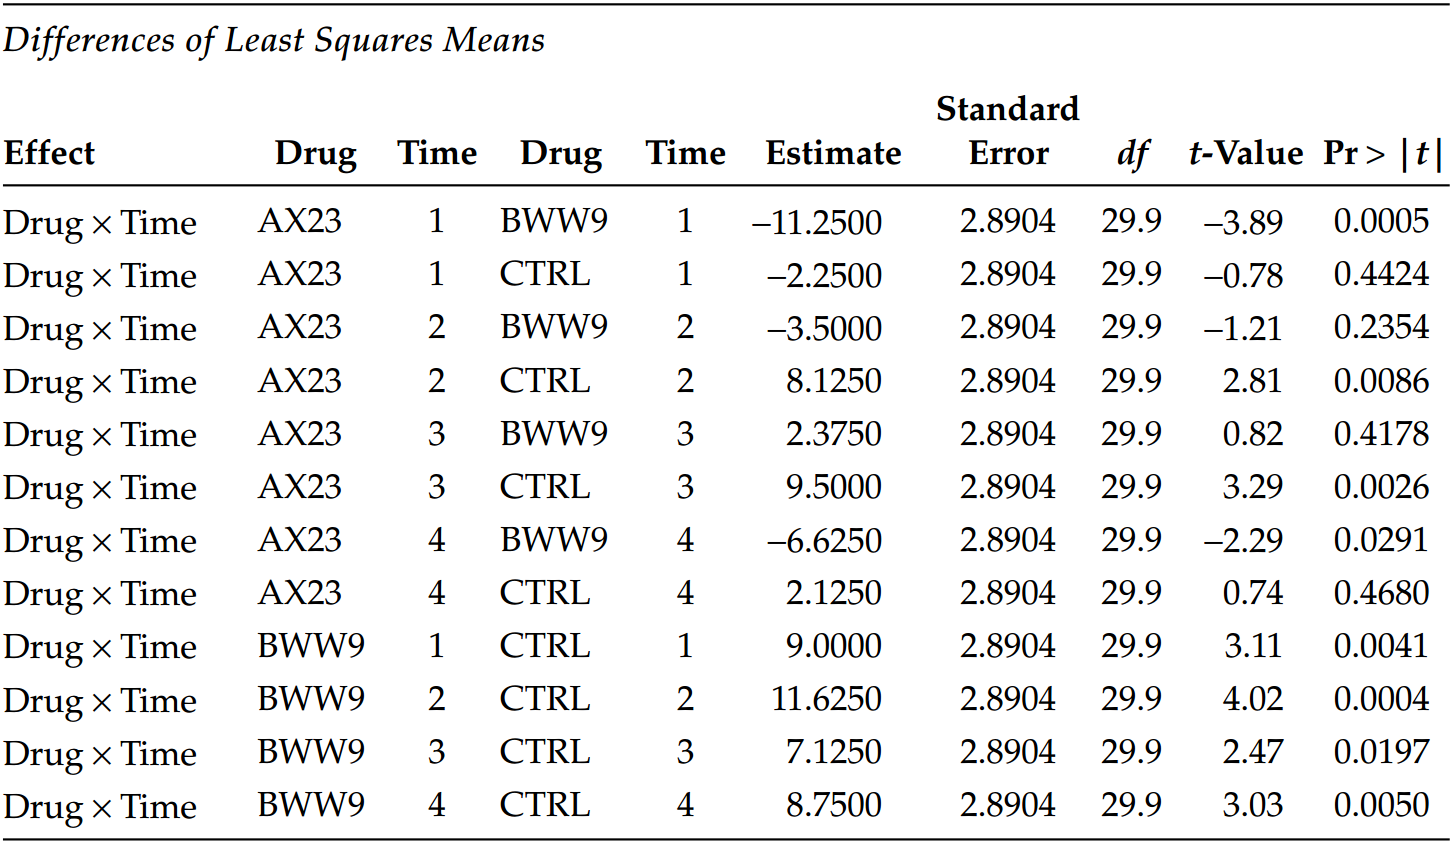 Differences of Least Squares Means
Standard
Effect Drug Time Drug Time Estimate Error df t-Value Pr > |t|
Drug × Time AX23 1 BWW9 1 –11.2500 2.8904 29.9 –3.89 0.0005
Drug × Time AX23 1 CTRL 1 –2.2500 2.8904 29.9 –0.78 0.4424
Drug × Time AX23 2 BWW9 2 –3.5000 2.8904 29.9 –1.21 0.2354
Drug × Time AX23 2 CTRL 2 8.1250 2.8904 29.9 2.81 0.0086
Drug × Time AX23 3 BWW9 3 2.3750 2.8904 29.9 0.82 0.4178
Drug × Time AX23 3 CTRL 3 9.5000 2.8904 29.9 3.29 0.0026
Drug × Time AX23 4 BWW9 4 –6.6250 2.8904 29.9 –2.29 0.0291
Drug × Time AX23 4 CTRL 4 2.1250 2.8904 29.9 0.74 0.4680
Drug × Time BWW9 1 CTRL 1 9.0000 2.8904 29.9 3.11 0.0041
Drug × Time BWW9 2 CTRL 2 11.6250 2.8904 29.9 4.02 0.0004
Drug × Time BWW9 3 CTRL 3 7.1250 2.8904 29.9 2.47 0.0197
Drug × Time BWW9 4 CTRL 4 8.7500 2.8904 29.9 3.03 0.0050